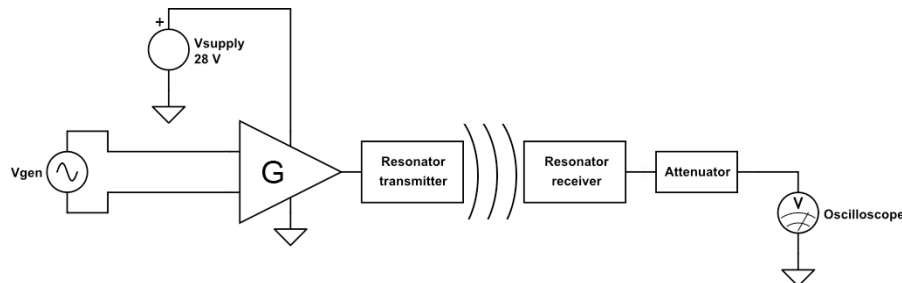 +
Vsupply
28 V
Vgen
G
Resonator
transmitter
Resonator
receiver
Attenuator
V
Oscilloscope